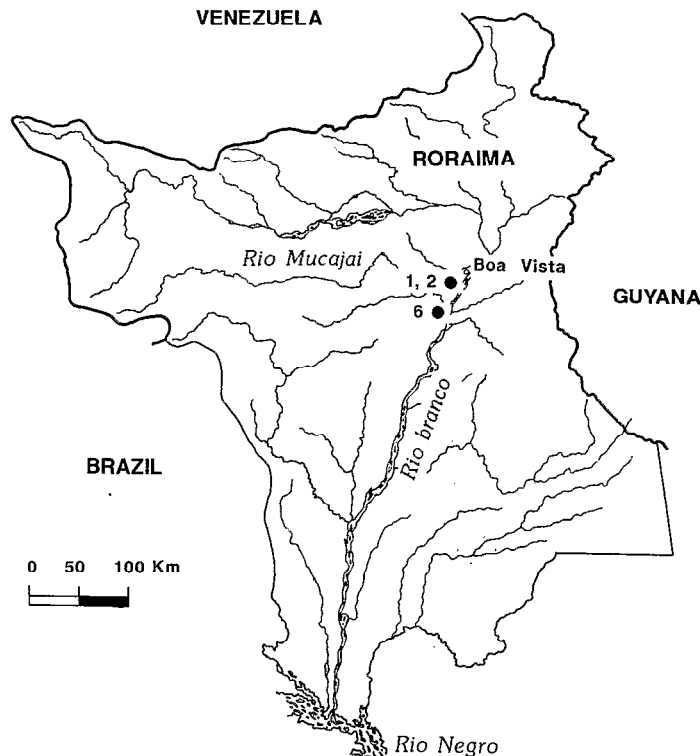 VENEZUELA
RORAIMA
Rio Mucajai
Boa Vista
1, 2
GUYANA
6
Rio branco
BRAZIL
0 50 100 Km
Rio Negro